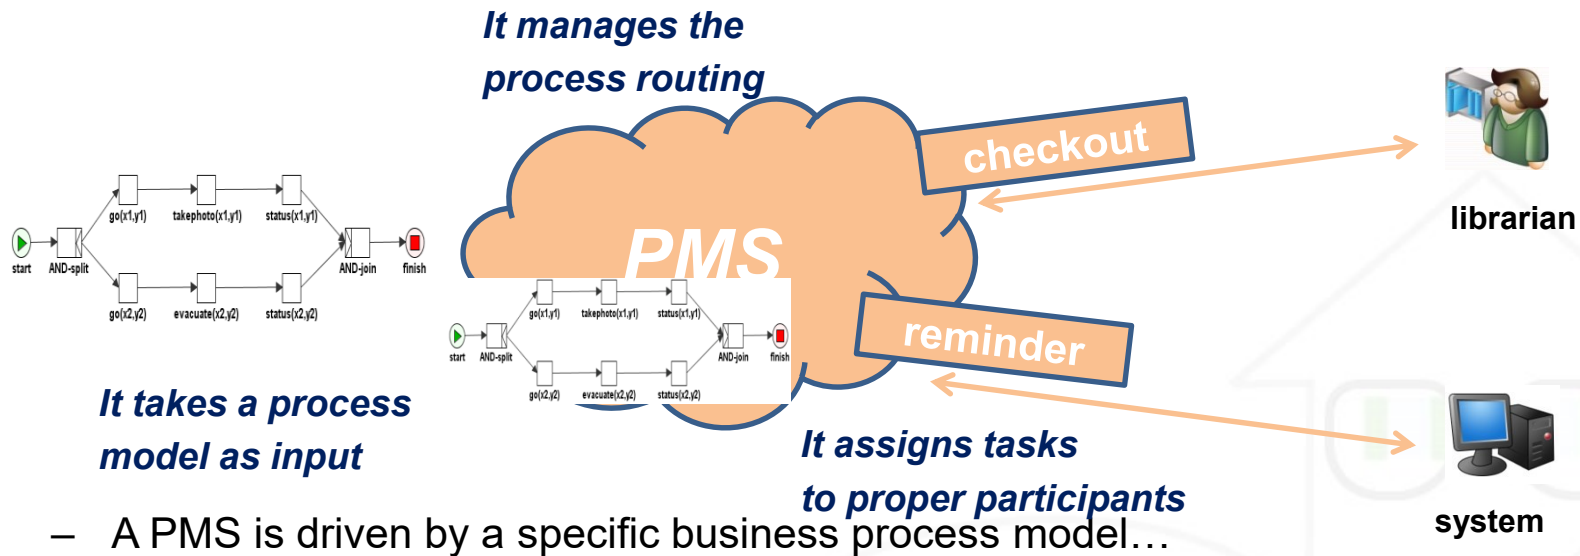 It manages the
process routing
checkout
librarian
go(x1,y1) takephoto(x1,y1) status(x1,y1)
start AND-split AND-join finish
go(x2,y2) evacuate(x2,y2) status(x2,y2)
PMS
go(x1,y1) takephoto(x1,y1) status(x1,y1)
start AND-split AND-join finish
go(x2,y2) evacuate(x2,y2) status(x2,y2)
reminder
It takes a process
model as input
It assigns tasks
to proper participants
system
– A PMS is driven by a specific business process model…